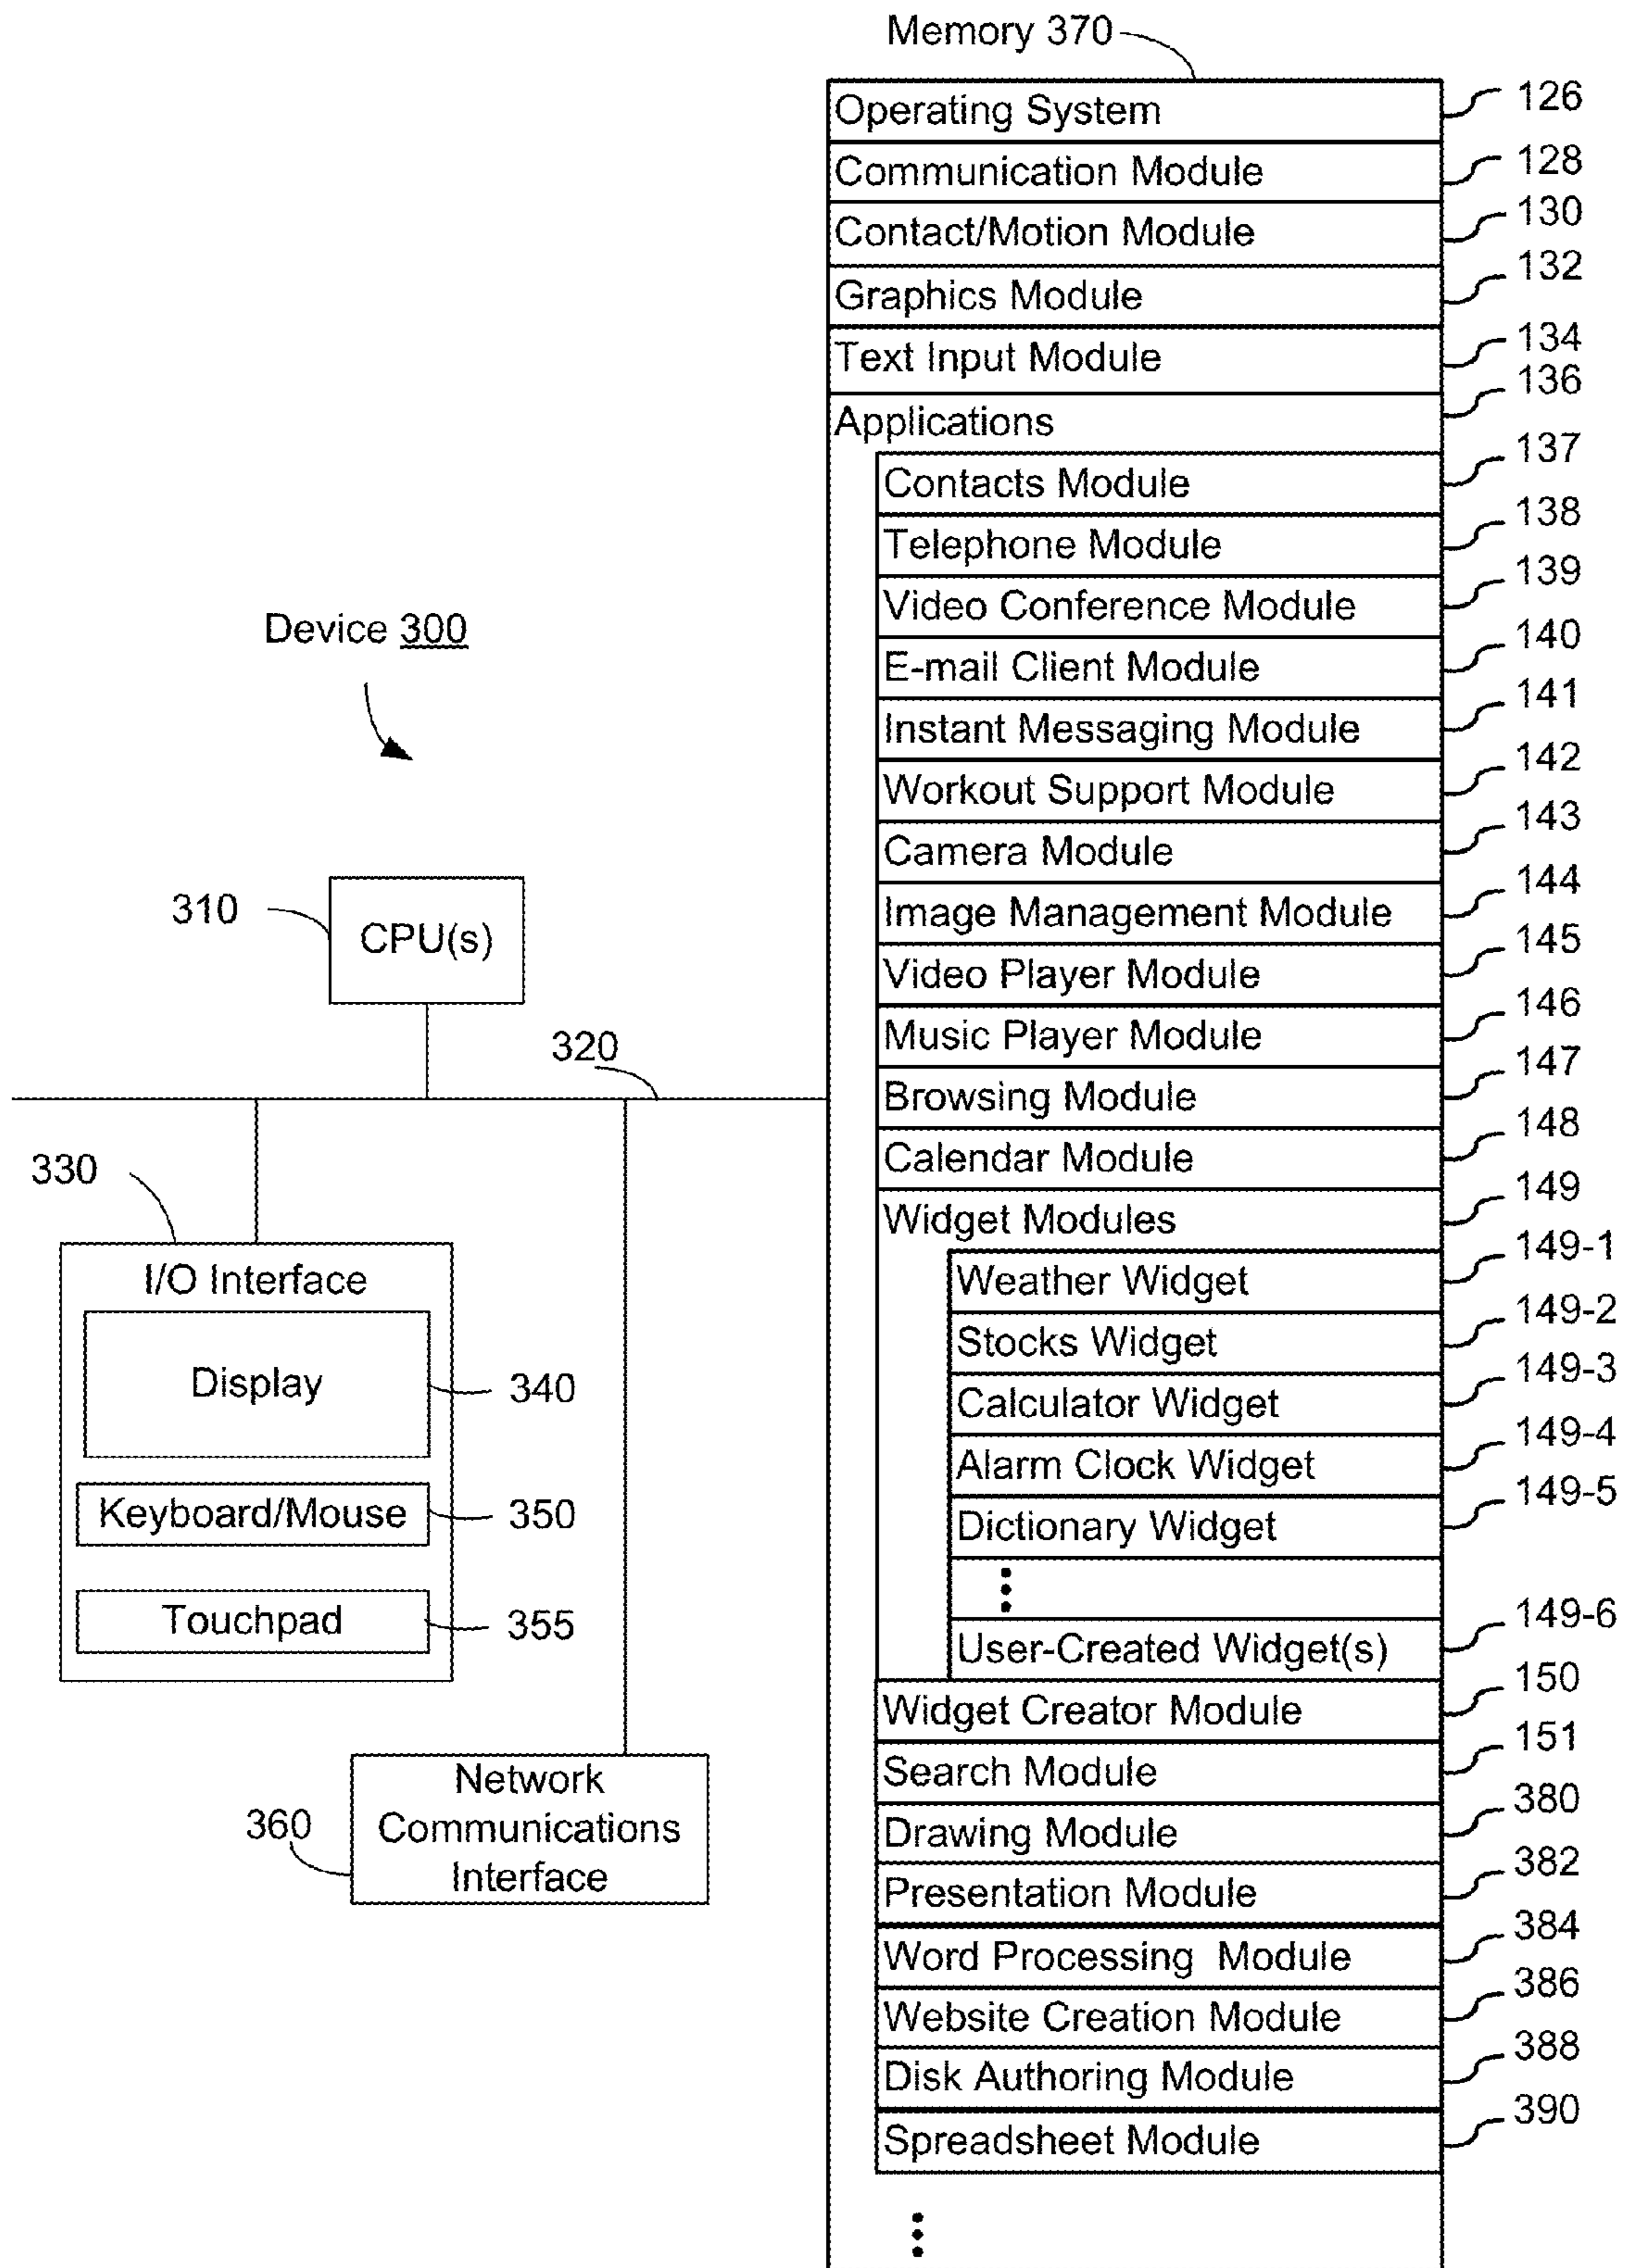 Memory 370
Operating System 126
Communication Module 128
Contact/Motion Module 130
Graphics Module 132
Text Input Module 134
Applications 136
Contacts Module 137
Telephone Module 138
Video Conference Module 139
E-mail Client Module 140
Instant Messaging Module 141
Workout Support Module 142
Camera Module 143
Image Management Module 144
Video Player Module 145
Music Player Module 146
Browsing Module 147
Calendar Module 148
Widget Modules 149
Weather Widget 149-1
Stocks Widget 149-2
Calculator Widget 149-3
Alarm Clock Widget 149-4
Dictionary Widget 149-5
User-Created Widget(s) 149-6
Widget Creator Module 150
Search Module 151
Drawing Module 380
Presentation Module 382
Word Processing Module 384
Website Creation Module 386
Disk Authoring Module 388
Spreadsheet Module 390
Device 300
310
CPU(s)
320
330
I/O Interface
Display 340
Keyboard/Mouse 350
Touchpad 355
360
Network
Communications
Interface